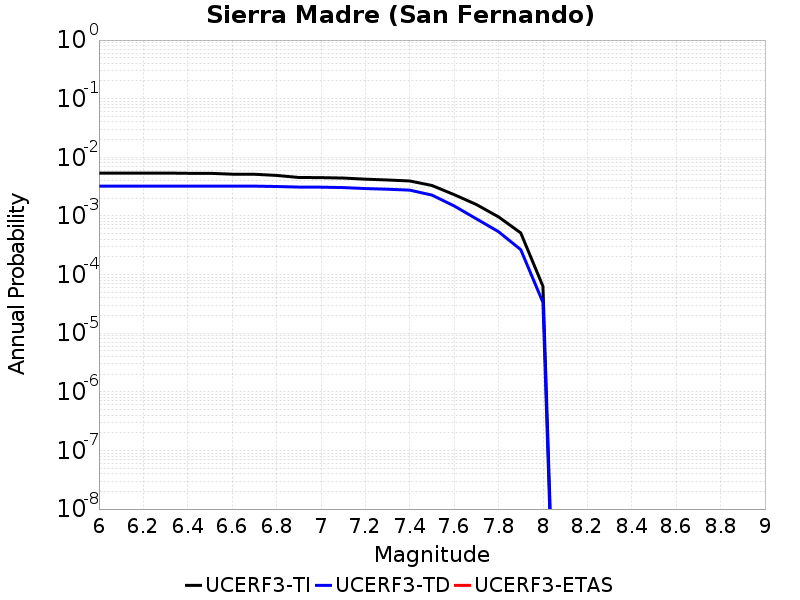 Sierra Madre (San Fernando)
10^0
10^-1
10^-2
10^-3
10^-4
10^-5
10^-6
10^-7
10^-8
Annual Probability
6 6.2 6.4 6.6 6.8 7 7.2 7.4 7.6 7.8 8 8.2 8.4 8.6 8.8 9
Magnitude
UCERF3-TI UCERF3-TD UCERF3-ETAS